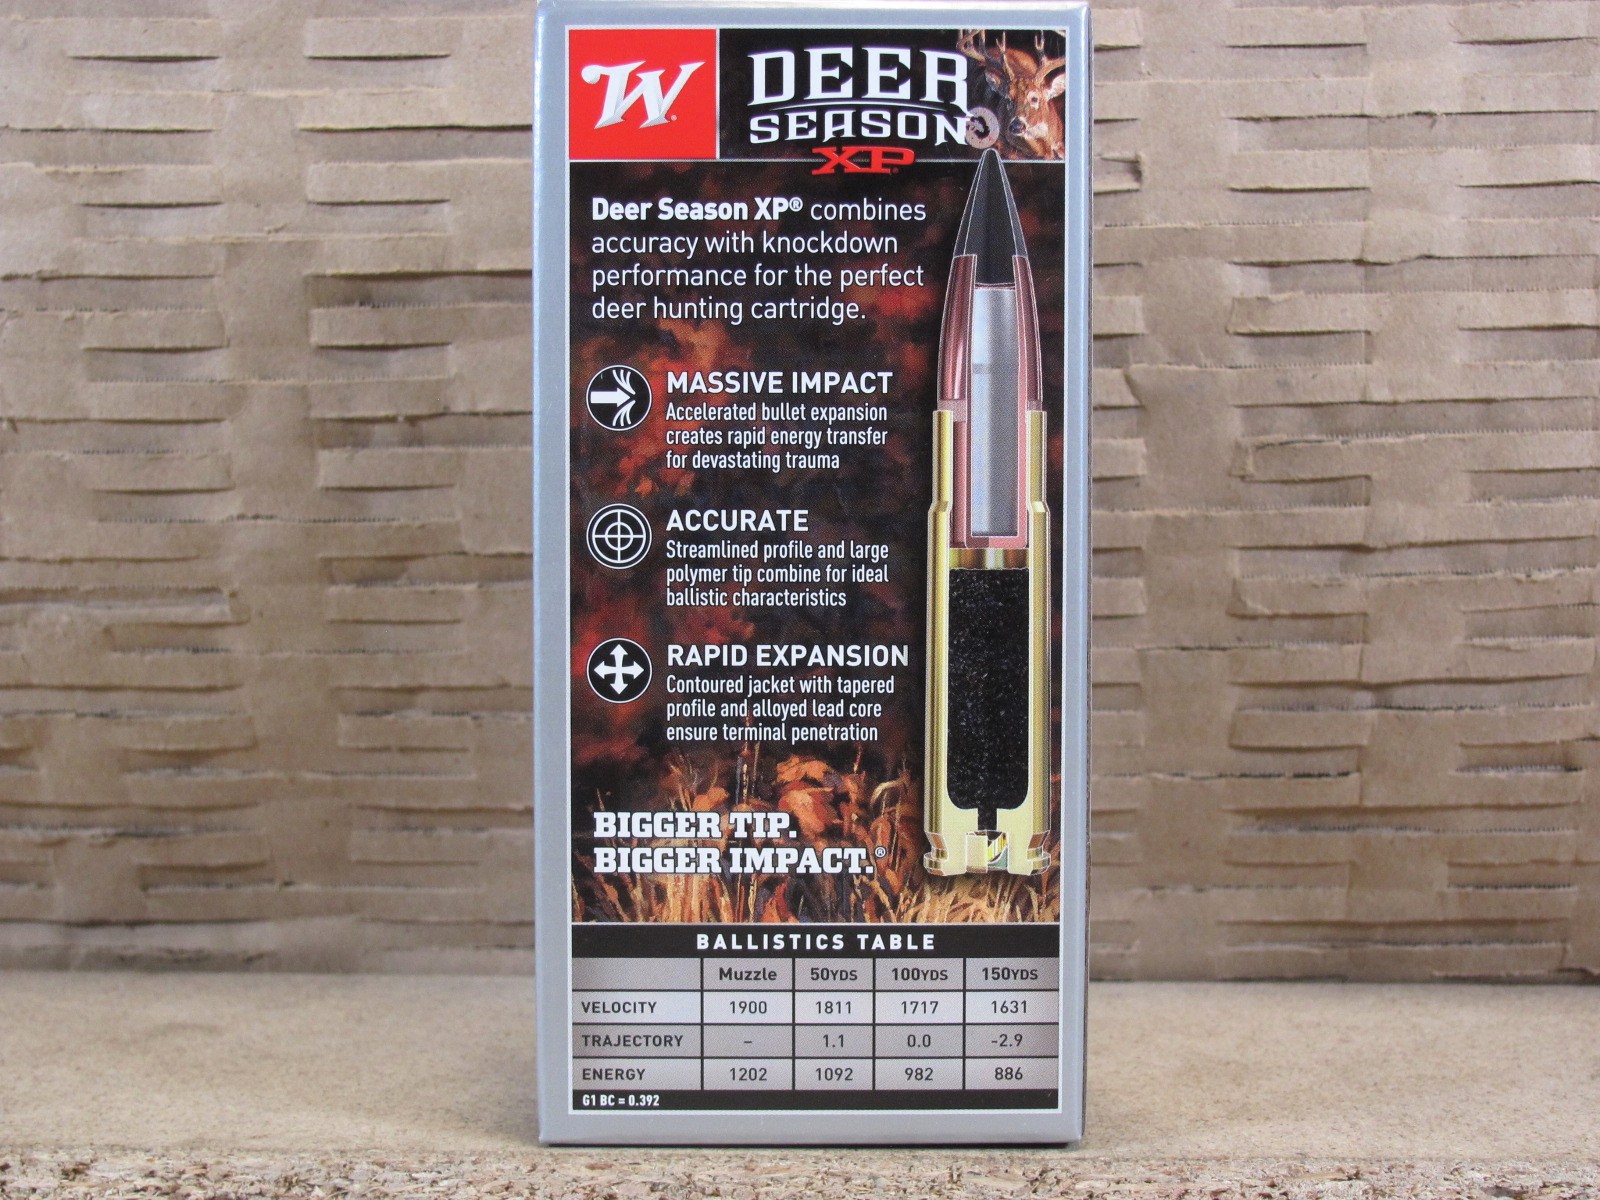 W
DEER
SEASON
XP
Deer Season XP® combines
accuracy with knockdown
performance for the perfect
deer hunting cartridge.
MASSIVE IMPACT
Accelerated bullet expansion
creates rapid energy transfer
for devastating trauma
ACCURATE
Streamlined profile and large
polymer tip combine for ideal
ballistic characteristics
RAPID EXPANSION
Contoured jacket with tapered
profile and alloyed lead core
ensure terminal penetration
BIGGER TIP.
BIGGER IMPACT.®
BALLISTICS TABLE
Muzzle 50YDS 100YDS 150YDS
VELOCITY 1900 1811 1717 1631
TRAJECTORY – 1.1 0.0 -2.9
ENERGY 1202 1092 982 886
G1 BC = 0.392